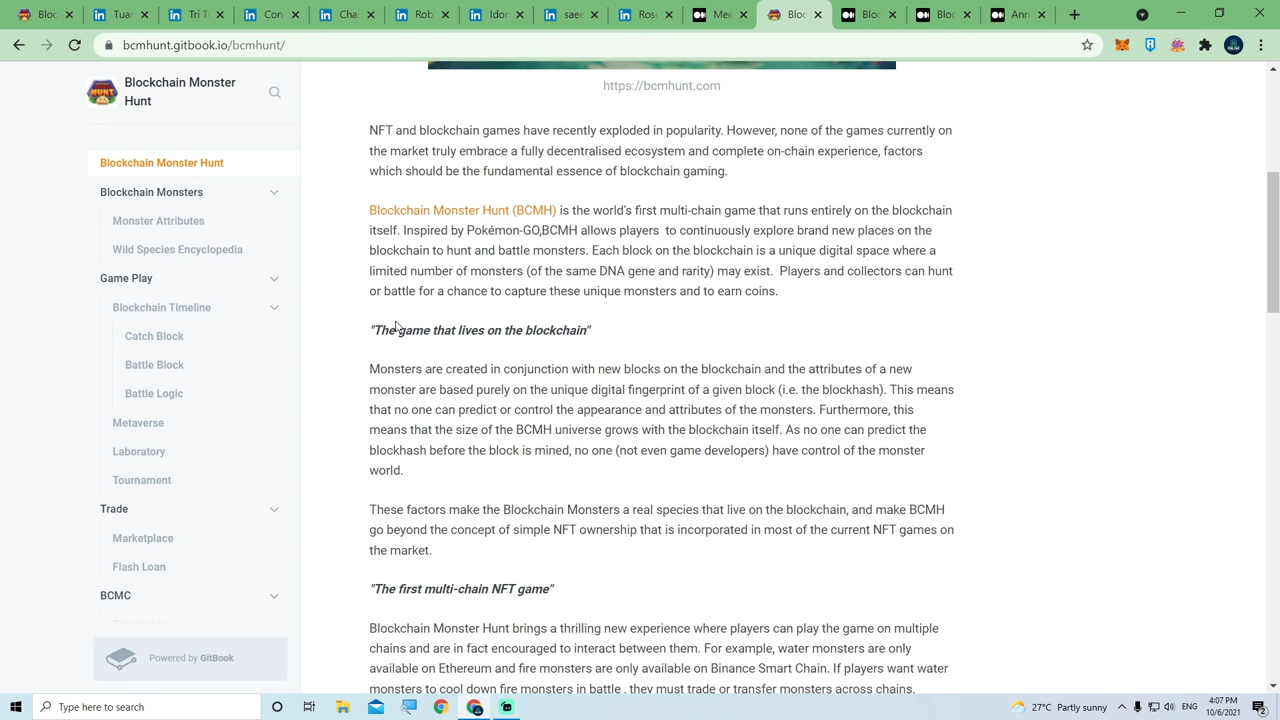 Bloc
Tri
Con
Cat
Lor
Rud
Mee
Bloc
Bloc
Bloc
Ann
bcmhunt.gitbook.io/bcmhunt/
Blockchain Monster
Hunt
Blockchain Monster Hunt
Blockchain Monsters
Monster Attributes
Wild Species Encyclopedia
Game Play
Blockchain Timeline
Catch Block
Battle Block
Battle Logic
Metaverse
Laboratory
Tournament
Trade
Marketplace
Flash Loan
BCMC
Powered by GitBook
https://bcmhunt.com
NFT and blockchain games have recently exploded in popularity. However, none of the games currently on
the market truly embrace a fully decentralised ecosystem and complete on-chain experience, factors
which should be the fundamental essence of blockchain gaming.
Blockchain Monster Hunt (BCMH) is the world's first multi-chain game that runs entirely on the blockchain
itself. Inspired by Pokémon-GO,BCMH allows players to continuously explore brand new places on the
blockchain to hunt and battle monsters. Each block on the blockchain is a unique digital space where a
limited number of monsters (of the same DNA gene and rarity) may exist. Players and collectors can hunt
or battle for a chance to capture these unique monsters and to earn coins.
"The game that lives on the blockchain"
Monsters are created in conjunction with new blocks on the blockchain and the attributes of a new
monster are based purely on the unique digital fingerprint of a given block (i.e. the blockhash). This means
that no one can predict or control the appearance and attributes of the monsters. Furthermore, this
means that the size of the BCMH universe grows with the blockchain itself. As no one can predict the
blockhash before the block is mined, no one (not even game developers) have control of the monster
world.
These factors make the Blockchain Monsters a real species that live on the blockchain, and make BCMH
go beyond the concept of simple NFT ownership that is incorporated in most of the current NFT games on
the market.
"The first multi-chain NFT game"
Blockchain Monster Hunt brings a thrilling new experience where players can play the game on multiple
chains and are in fact encouraged to interact between them. For example, water monsters are only
available on Ethereum and fire monsters are only available on Binance Smart Chain. If players want water
monsters to cool down fire monsters in battle , they must trade or transfer monsters across chains.
Type here to search
27°C Partly sunny
ENG
4:07 PM
10/6/2021
2